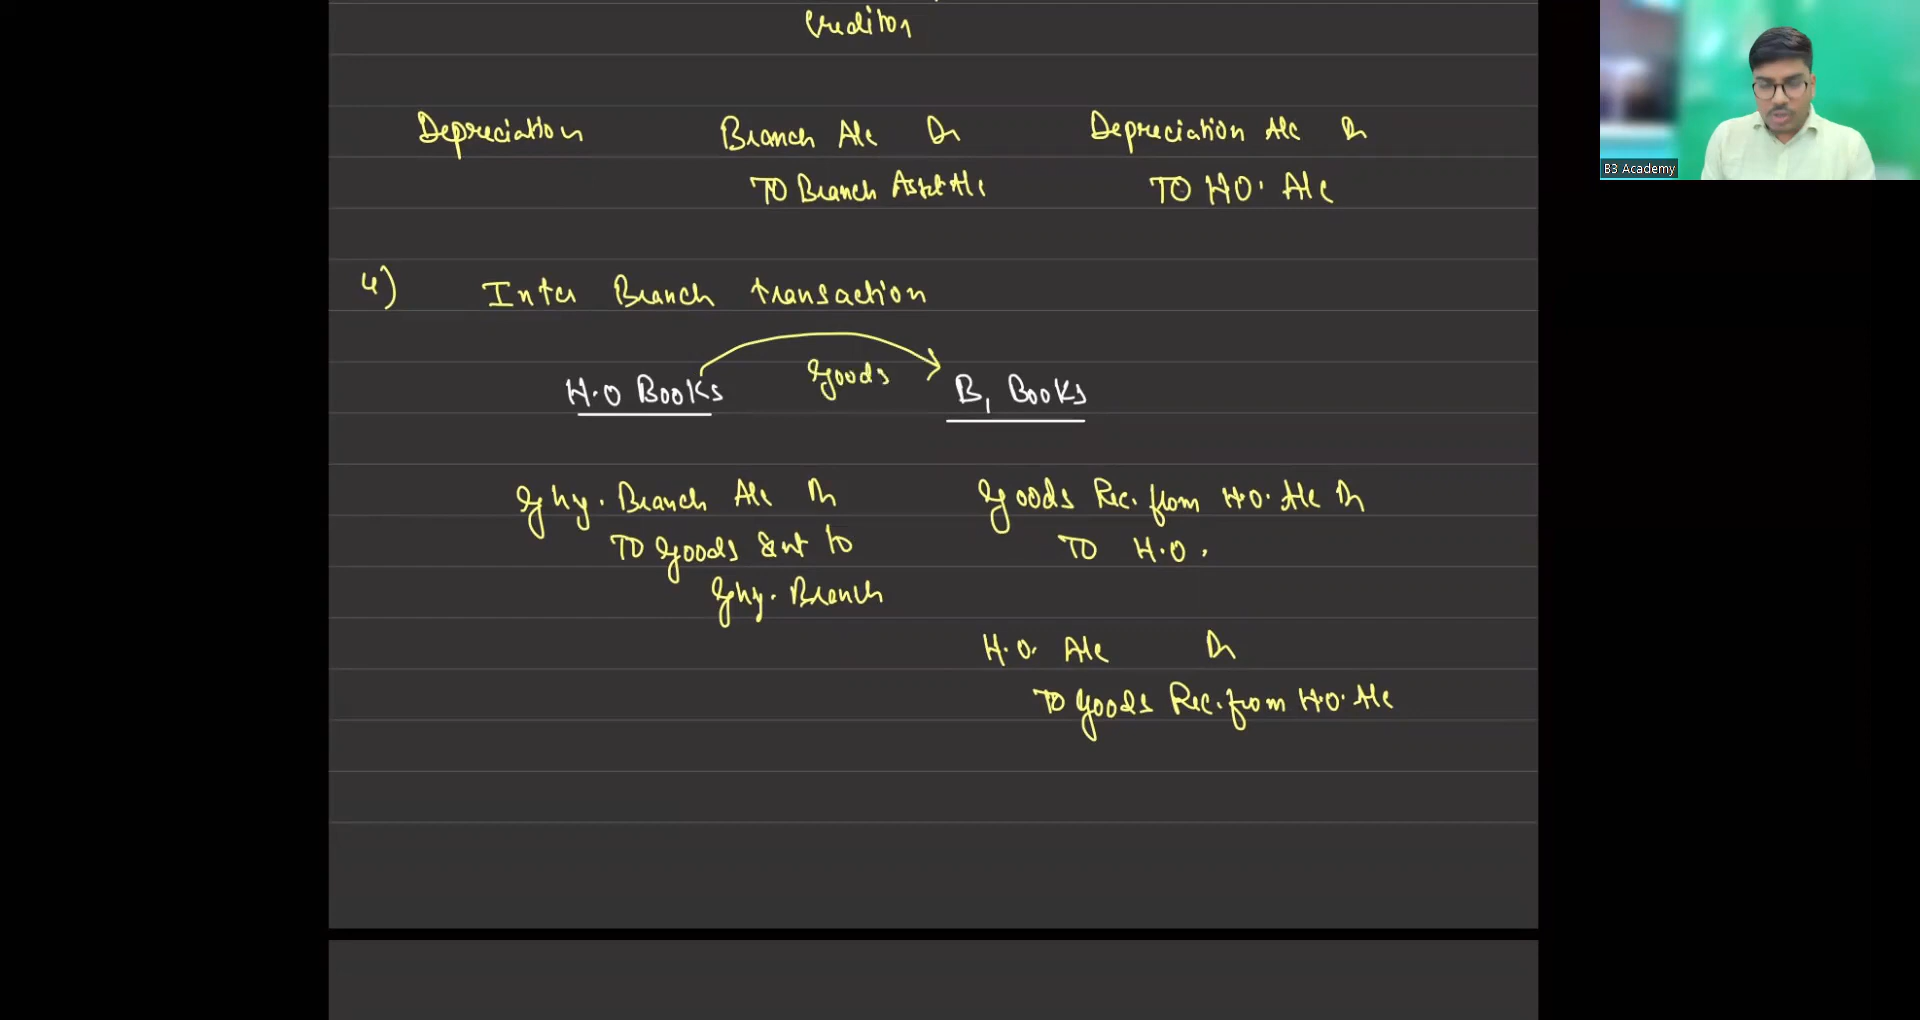 Creditor
Depreciation Branch A/c Dr Depreciation A/c Dr
To Branch Asset A/c To H.O. A/c
4) Inter Branch transaction
Goods
H.O Books B1 Books
Ghy. Branch A/c Dr Goods Rec. from H.O. A/c Dr
To Goods sent to To H.O.
Ghy. Branch
H.O. A/c Dr
To Goods Rec. from H.O. A/c
B3 Academy